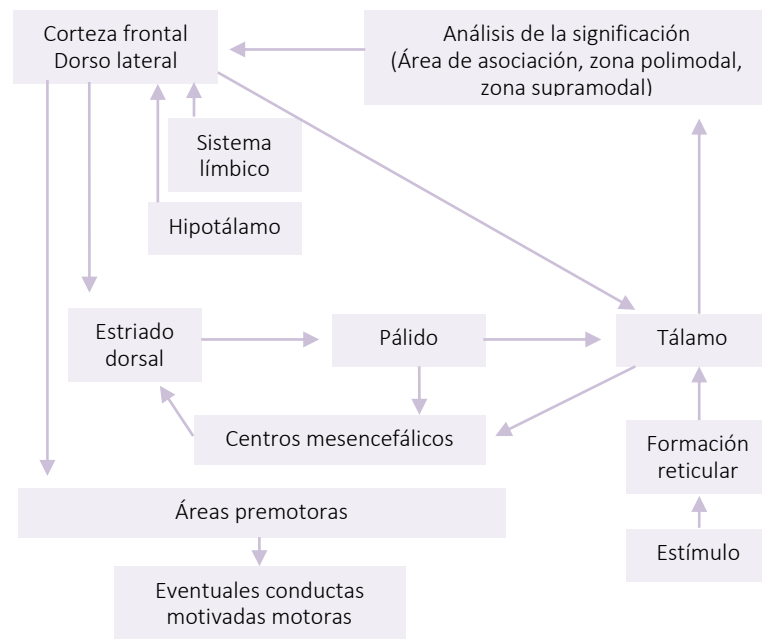 Corteza frontal
Dorso lateral
Análisis de la significación
(Área de asociación, zona polimodal,
zona supramodal)
Sistema
límbico
Hipotálamo
Estriado
dorsal
Pálido
Tálamo
Centros mesencefálicos
Formación
reticular
Áreas premotoras
Estímulo
Eventuales conductas
motivadas motoras